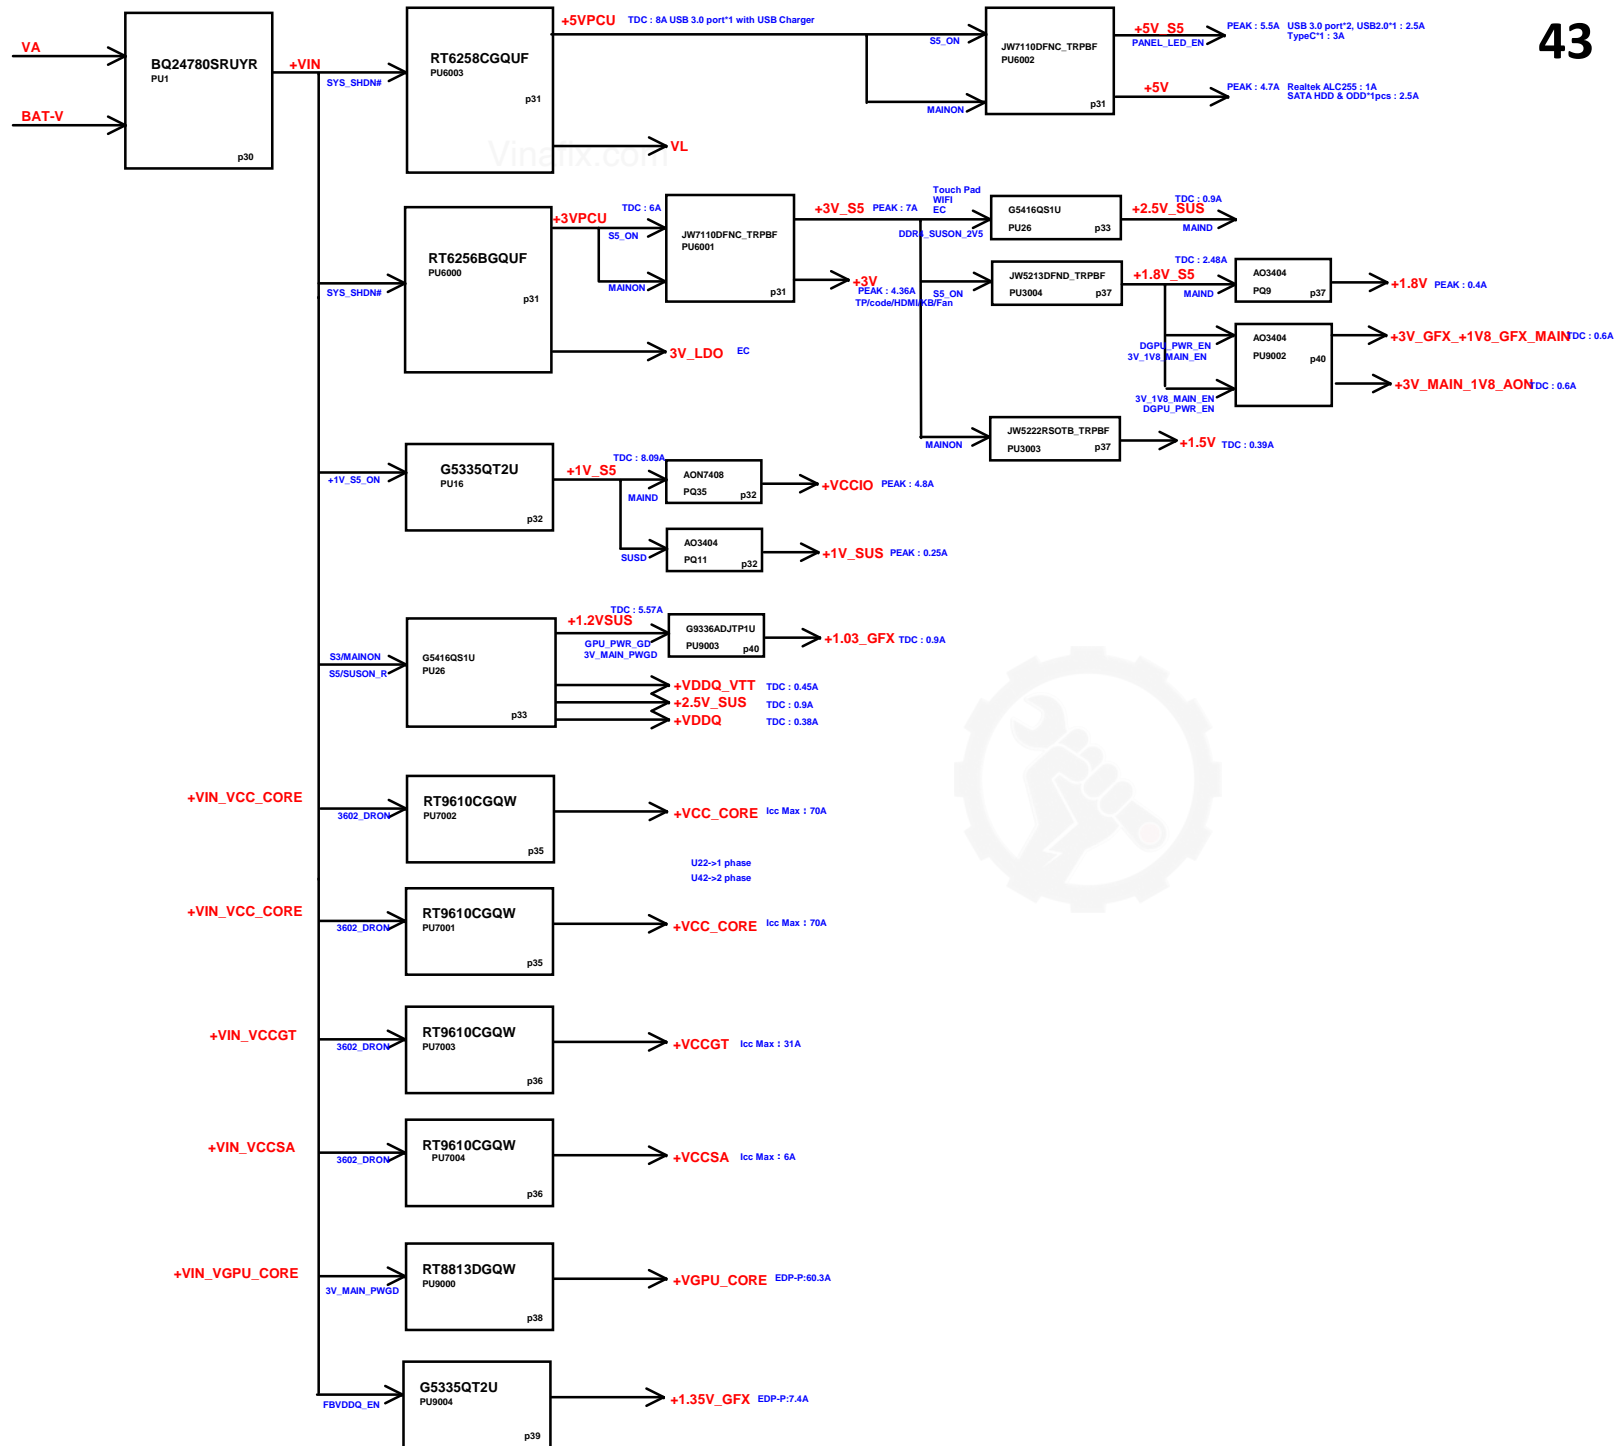 43
VA
BAT-V
BQ24780SRUYR
PU1
p30
+VIN
SYS_SHDN#
RT6258CGQUF
PU6003
p31
+5VPCU
TDC : 8A USB 3.0 port*1 with USB Charger
VL
Vinafix.com
S5_ON
MAINON
JW7110DFNC_TRPBF
PU6002
p31
+5V_S5
PANEL_LED_EN
PEAK : 5.5A USB 3.0 port*2, USB2.0*1 : 2.5A
TypeC*1 : 3A
+5V
PEAK : 4.7A Realtek ALC255 : 1A
SATA HDD & ODD*1pcs : 2.5A
SYS_SHDN#
RT6256BGQUF
PU6000
p31
+3VPCU
TDC : 6A
S5_ON
MAINON
3V_LDO
EC
JW7110DFNC_TRPBF
PU6001
p31
+3V_S5
PEAK : 7A
+3V
PEAK : 4.36A
TP/code/HDMI/KB/Fan
Touch Pad
WIFI
EC
DDR4_SUSON_2V5
G5416QS1U
PU26
p33
TDC : 0.9A
+2.5V_SUS
MAIND
S5_ON
JW5213DFND_TRPBF
PU3004
p37
TDC : 2.48A
+1.8V_S5
MAIND
AO3404
PQ9
p37
+1.8V
PEAK : 0.4A
DGPU_PWR_EN
3V_1V8_MAIN_EN
3V_1V8_MAIN_EN
DGPU_PWR_EN
AO3404
PU9002
p40
+3V_GFX_+1V8_GFX_MAIN
TDC : 0.6A
+3V_MAIN_1V8_AON
TDC : 0.6A
MAINON
JW5222RSOTB_TRPBF
PU3003
p37
+1.5V
TDC : 0.39A
+1V_S5_ON
G5335QT2U
PU16
p32
+1V_S5
TDC : 8.09A
MAIND
AON7408
PQ35
p32
+VCCIO
PEAK : 4.8A
SUSD
AO3404
PQ11
p32
+1V_SUS
PEAK : 0.25A
S3/MAINON
S5/SUSON_R
G5416QS1U
PU26
p33
TDC : 5.57A
+1.2VSUS
GPU_PWR_GD
3V_MAIN_PWGD
G9336ADJTP1U
PU9003
p40
+1.03_GFX
TDC : 0.9A
+VDDQ_VTT
TDC : 0.45A
+2.5V_SUS
TDC : 0.9A
+VDDQ
TDC : 0.38A
+VIN_VCC_CORE
3602_DRON
RT9610CGQW
PU7002
p35
+VCC_CORE
Icc Max : 70A
U22->1 phase
U42->2 phase
+VIN_VCC_CORE
3602_DRON
RT9610CGQW
PU7001
p35
+VCC_CORE
Icc Max : 70A
+VIN_VCCGT
3602_DRON
RT9610CGQW
PU7003
p36
+VCCGT
Icc Max : 31A
+VIN_VCCSA
3602_DRON
RT9610CGQW
PU7004
p36
+VCCSA
Icc Max : 6A
+VIN_VGPU_CORE
3V_MAIN_PWGD
RT8813DGQW
PU9000
p38
+VGPU_CORE
EDP-P:60.3A
FBVDDQ_EN
G5335QT2U
PU9004
p39
+1.35V_GFX
EDP-P:7.4A